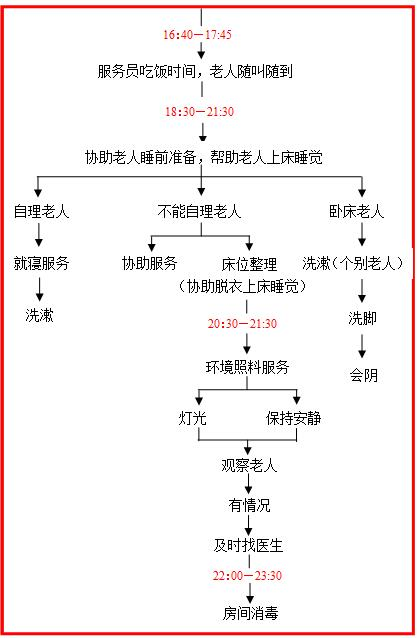 16:40—17:45
服务员吃饭时间，老人随叫随到
18:30—21:30
协助老人睡前准备，帮助老人上床睡觉
自理老人 不能自理老人 卧床老人
就寝服务 协助服务 床位整理 洗漱（个别老人）
（协助脱衣上床睡觉）
洗漱 洗脚
20:30—21:30
环境照料服务 会阴
灯光 保持安静
观察老人
有情况
及时找医生
22:00—23:30
房间消毒